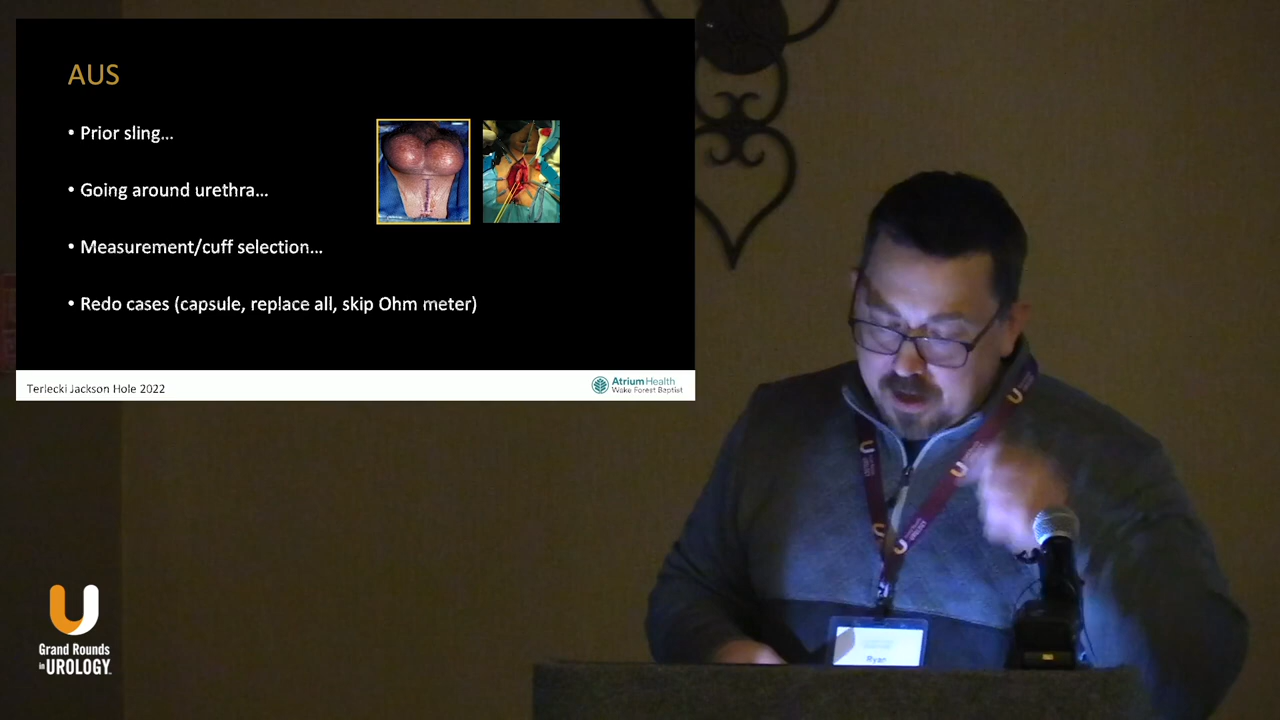 AUS
• Prior sling...
• Going around urethra...
• Measurement/cuff selection...
• Redo cases (capsule, replace all, skip Ohm meter)
Terlecki Jackson Hole 2022
Atrium Health
Wake Forest Baptist
Grand Rounds
in UROLOGY
Ryan